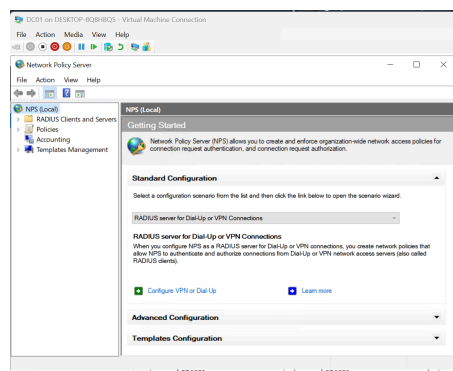 DC01 on DESKTOP-BQ8HBQ5 - Virtual Machine Connection
File Action Media View Help
Network Policy Server
File Action View Help
NPS (Local)
RADIUS Clients and Servers
Policies
Accounting
Templates Management
NPS (Local)
Getting Started
Network Policy Server (NPS) allows you to create and enforce organization-wide network access policies for
connection request authentication, and connection request authorization.
Standard Configuration
Select a configuration scenario from the list and then click the link below to open the scenario wizard.
RADIUS server for Dial-Up or VPN Connections
RADIUS server for Dial-Up or VPN Connections
When you configure NPS as a RADIUS server for Dial-Up or VPN connections, you create network policies that
allow NPS to authenticate and authorize connections from Dial-Up or VPN network access servers (also called
RADIUS clients).
Configure VPN or Dial-Up
Learn more
Advanced Configuration
Templates Configuration